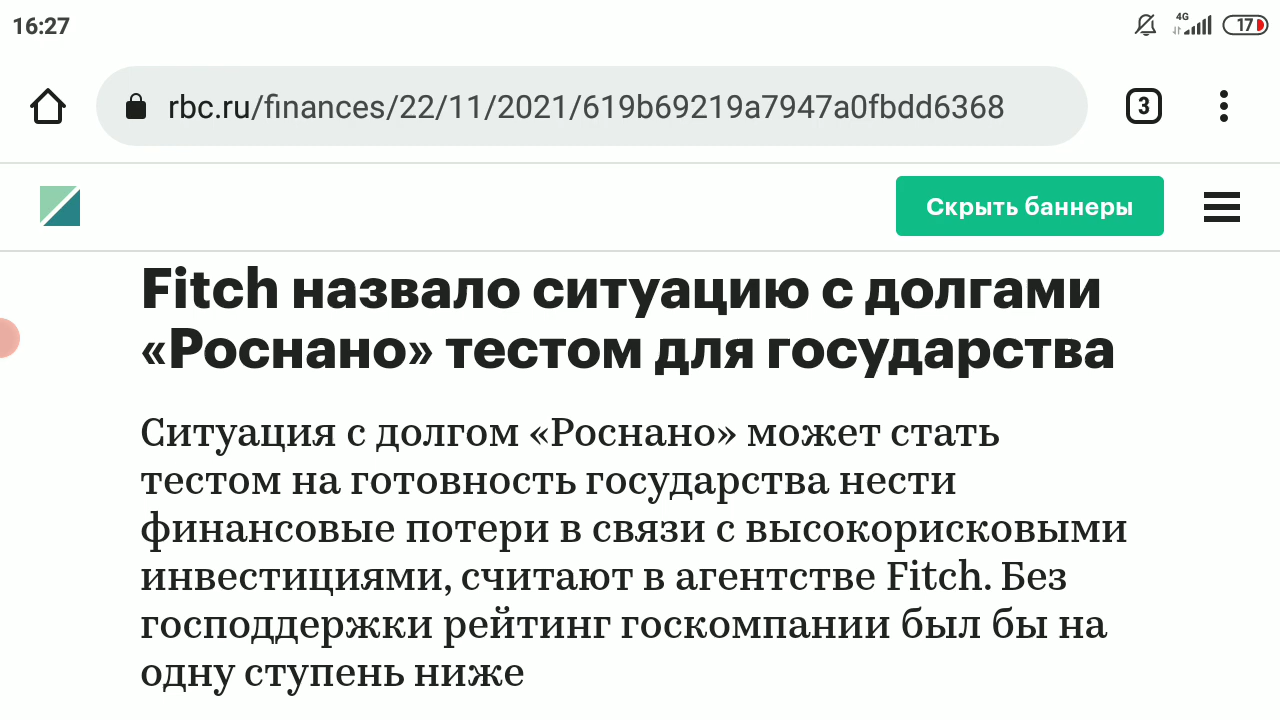 16:27
4G
17
rbc.ru/finances/22/11/2021/619b69219a7947a0fbdd6368
3
Скрыть баннеры
Fitch назвало ситуацию с долгами
«Роснано» тестом для государства
Ситуация с долгом «Роснано» может стать
тестом на готовность государства нести
финансовые потери в связи с высокорисковыми
инвестициями, считают в агентстве Fitch. Без
господдержки рейтинг госкомпании был бы на
одну ступень ниже